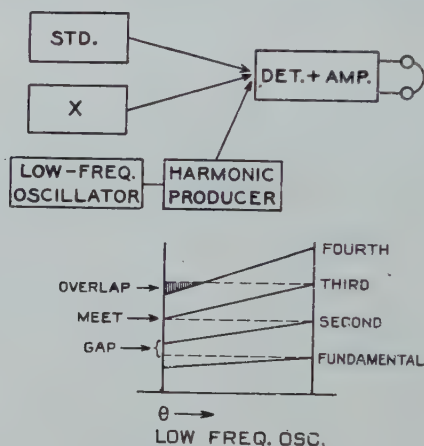 STD.
X
DET. + AMP.
LOW-FREQ.
OSCILLATOR
HARMONIC
PRODUCER
FOURTH
OVERLAP
THIRD
MEET
SECOND
GAP
FUNDAMENTAL
θ
LOW FREQ. OSC.